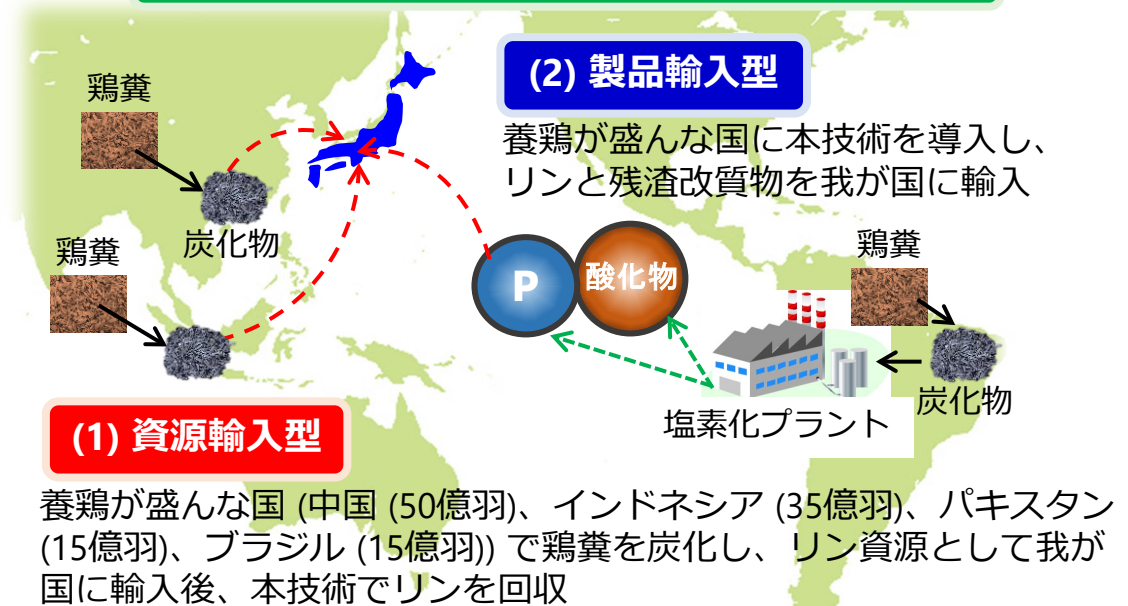 (2) 製品輸入型
養鶏が盛んな国に本技術を導入し、
リンと残渣改質物を我が国に輸入
鶏糞
炭化物
鶏糞
P
酸化物
鶏糞
炭化物
塩素化プラント
(1) 資源輸入型
養鶏が盛んな国 (中国 (50億羽)、インドネシア (35億羽)、パキスタン
(15億羽)、ブラジル (15億羽)) で鶏糞を炭化し、リン資源として我が
国に輸入後、本技術でリンを回収